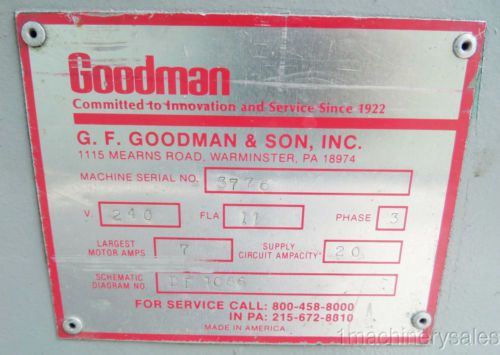 Goodman
Committed to Innovation and Service Since 1922
G. F. GOODMAN & SON, INC.
1115 MEARNS ROAD, WARMINSTER, PA 18974
MACHINE SERIAL NO. 3776
V. 240 FLA 11 PHASE 3
LARGEST MOTOR AMPS 7 SUPPLY CIRCUIT AMPACITY 20
SCHEMATIC DIAGRAM NO.
FOR SERVICE CALL: 800-458-8000
IN PA: 215-672-8810
MADE IN AMERICA
1machinerysales